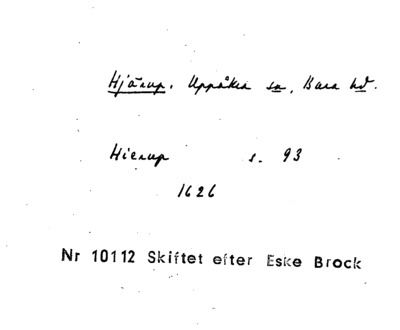 Hjärup, Uppåkra sn, Bara hd.
Hierup s. 93
1626
Nr 10112 Skiftet efter Eske Brock